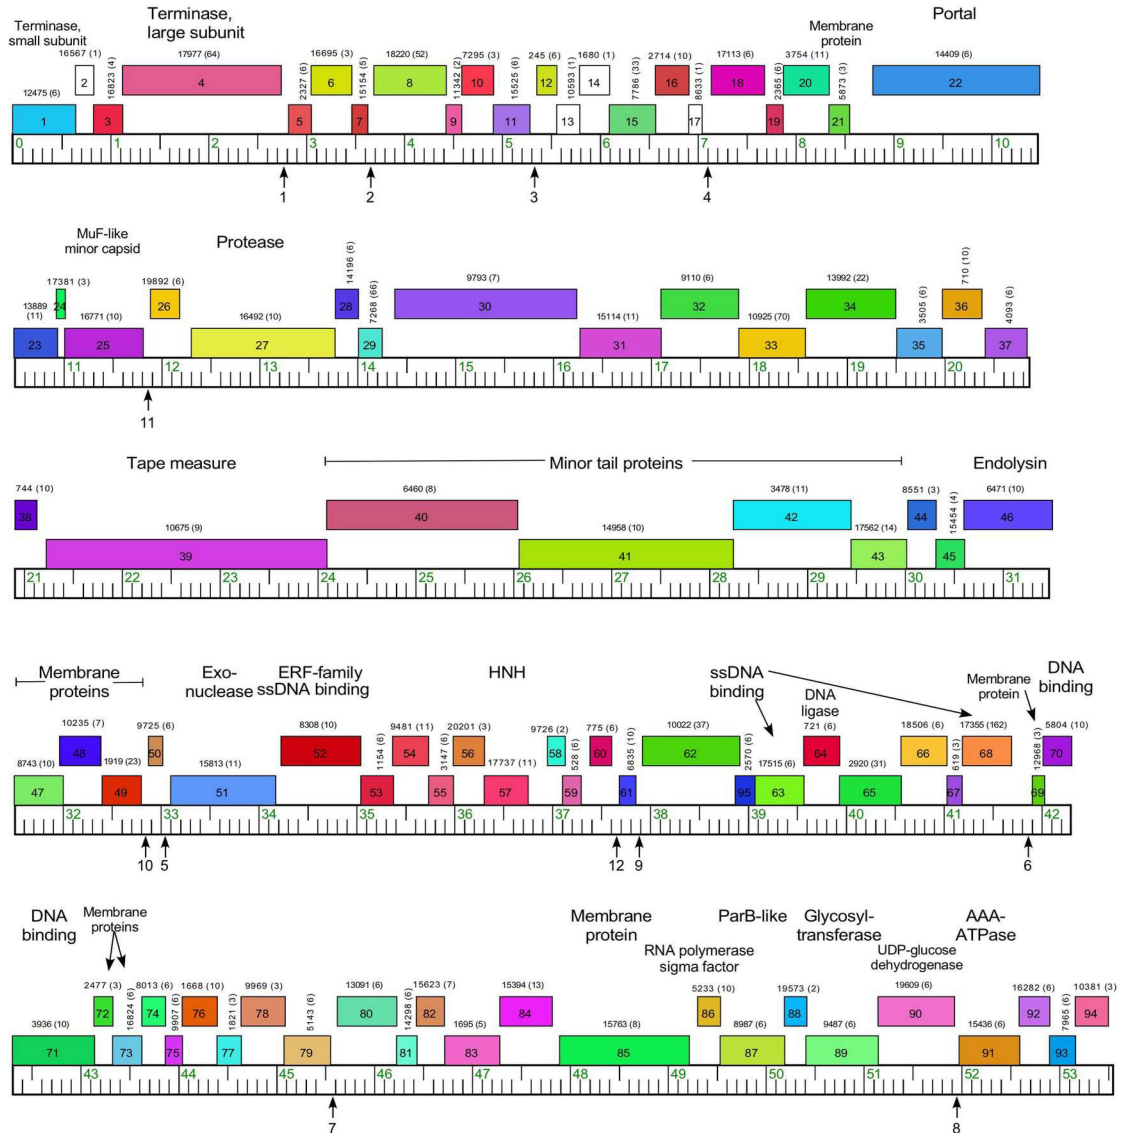 Terminase,
small subunit
Terminase,
large subunit
Membrane
protein
Portal
16567 (1)
16823 (4)
17977 (64)
2327 (6)
16695 (3)
15154 (5)
18220 (52)
11342 (2)
7295 (3)
15525 (6)
245 (6)
10593 (1)
1680 (1)
7786 (33)
2714 (10)
8633 (1)
17113 (6)
2365 (6)
3754 (11)
5873 (3)
14409 (6)
12475 (6)
2 4 6 8 10 12 14 16 18 20 22
1 3 5 7 9 11 13 15 17 19 21
0 1 2 3 4 5 6 7 8 9 10
1 2 3 4
MuF-like
minor capsid
Protease
17381 (3)
19892 (6)
14196 (6)
7268 (66)
9793 (7)
9110 (6)
13992 (22)
3505 (6)
710 (10)
4093 (6)
13889
(11)
16771 (10)
16492 (10)
15114 (11)
10925 (70)
24 26 28 30 32 34 36
23 25 27 29 31 33 35 37
11 12 13 14 15 16 17 18 19 20
11
Tape measure
Minor tail proteins
Endolysin
744 (10)
6460 (8)
3478 (11)
8551 (3)
15454 (4)
6471 (10)
10675 (9)
14958 (10)
17562 (14)
38 40 42 44 46
39 41 43 45
21 22 23 24 25 26 27 28 29 30 31
Membrane
proteins
Exo-
nuclease
ERF-family
ssDNA binding
HNH
ssDNA
binding
DNA
ligase
Membrane
protein
DNA
binding
10235 (7)
9725 (6)
8308 (10)
1154 (6)
9481 (11)
3147 (6)
20201 (3)
9726 (2)
528 (6)
775 (6)
6835 (10)
10022 (37)
2570 (6)
721 (6)
18506 (6)
619 (3)
17355 (162)
12968 (3)
5804 (10)
8743 (10)
1919 (23)
15813 (11)
17737 (11)
17515 (6)
2920 (31)
48 50 52 54 56 58 60 62 64 66 68 70
47 49 51 53 55 57 59 61 95 63 65 67 69
32 33 34 35 36 37 38 39 40 41 42
10 5 12 9 6
DNA
binding
Membrane
proteins
Membrane
protein
RNA polymerase
sigma factor
ParB-like
Glycosyl-
transferase
UDP-glucose
dehydrogenase
AAA-
ATPase
2477 (3)
16824 (6)
8013 (6)
9907 (6)
1668 (10)
1821 (3)
9969 (3)
5143 (6)
13091 (6)
14298 (6)
15623 (7)
15394 (13)
5233 (10)
19573 (2)
19609 (6)
16282 (6)
7965 (6)
10381 (3)
3936 (10)
1695 (5)
15763 (8)
8987 (6)
9487 (6)
15436 (6)
72 74 76 78 80 82 84 86 88 90 92 94
71 73 75 77 79 81 83 85 87 89 91 93
43 44 45 46 47 48 49 50 51 52 53
7 8